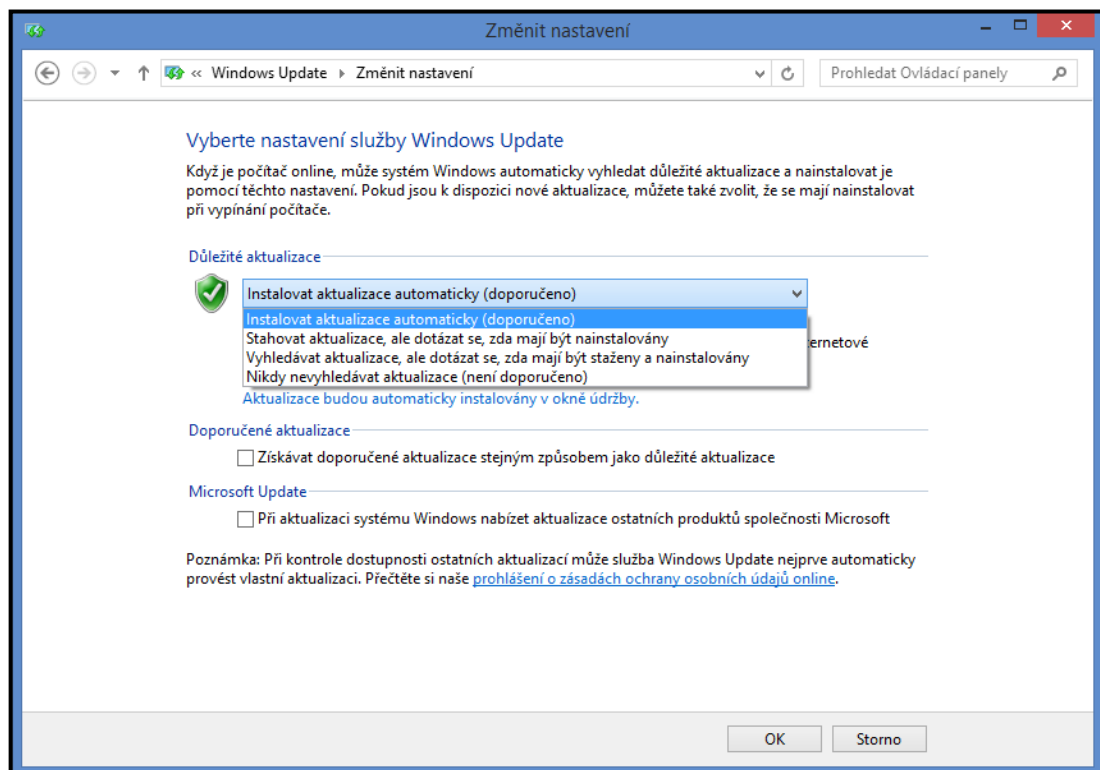 Změnit nastavení
« Windows Update Změnit nastavení
Prohledat Ovládací panely
Vyberte nastavení služby Windows Update
Když je počítač online, může systém Windows automaticky vyhledat důležité aktualizace a nainstalovat je
pomocí těchto nastavení. Pokud jsou k dispozici nové aktualizace, můžete také zvolit, že se mají nainstalovat
při vypínání počítače.
Důležité aktualizace
Instalovat aktualizace automaticky (doporučeno)
Instalovat aktualizace automaticky (doporučeno)
Stahovat aktualizace, ale dotázat se, zda mají být nainstalovány
Vyhledávat aktualizace, ale dotázat se, zda mají být staženy a nainstalovány
Nikdy nevyhledávat aktualizace (není doporučeno)
Aktualizace budou automaticky instalovány v okně údržby.
Doporučené aktualizace
Získávat doporučené aktualizace stejným způsobem jako důležité aktualizace
Microsoft Update
Při aktualizaci systému Windows nabízet aktualizace ostatních produktů společnosti Microsoft
Poznámka: Při kontrole dostupnosti ostatních aktualizací může služba Windows Update nejprve automaticky
provést vlastní aktualizaci. Přečtěte si naše prohlášení o zásadách ochrany osobních údajů online.
OK Storno